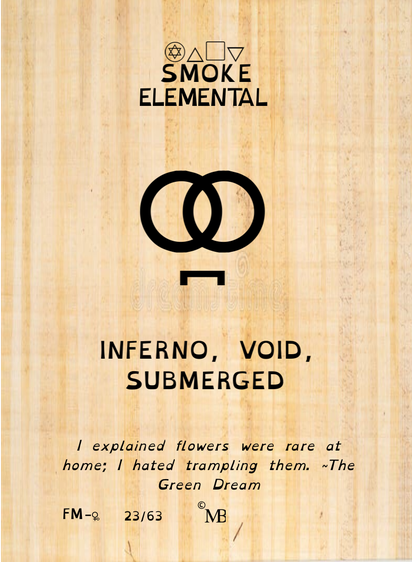 SMOKE
ELEMENTAL
INFERNO, VOID,
SUBMERGED
I explained flowers were rare at
home; I hated trampling them. ~The
Green Dream
FM-♀ 23/63 ©MB